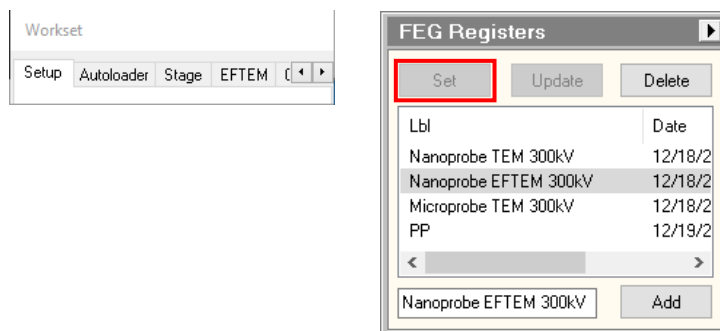 Workset
Setup Autoloader Stage EFTEM
FEG Registers
Set Update Delete
Lbl Date
Nanoprobe TEM 300kV 12/18/2
Nanoprobe EFTEM 300kV 12/18/2
Microprobe TEM 300kV 12/18/2
PP 12/19/2
Nanoprobe EFTEM 300kV Add